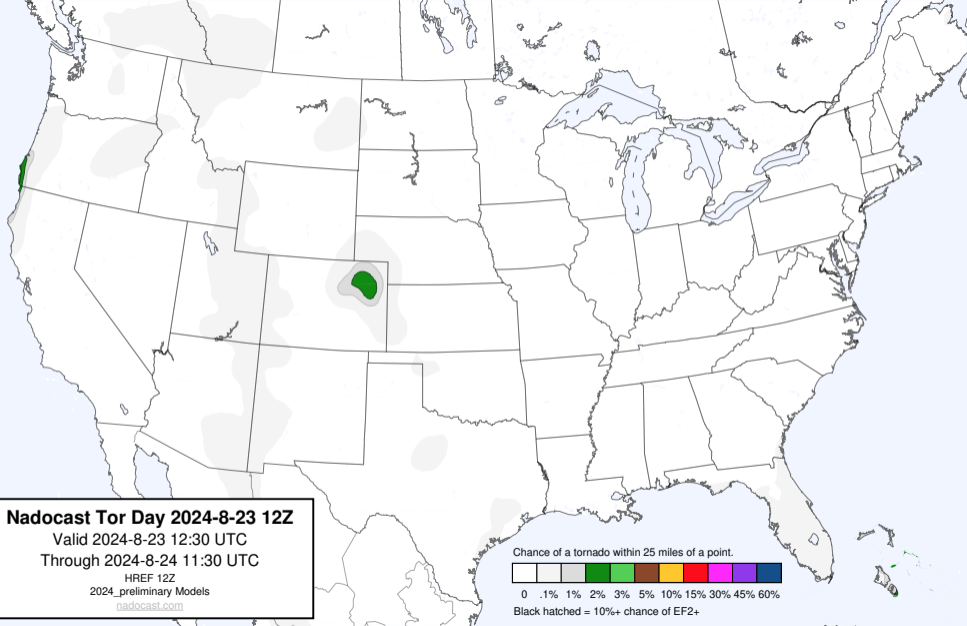 Nadocast Tor Day 2024-8-23 12Z
Valid 2024-8-23 12:30 UTC
Through 2024-8-24 11:30 UTC
HREF 12Z
2024_preliminary Models
nadocast.com
Chance of a tornado within 25 miles of a point.
0 .1% 1% 2% 3% 5% 10% 15% 30% 45% 60%
Black hatched = 10%+ chance of EF2+